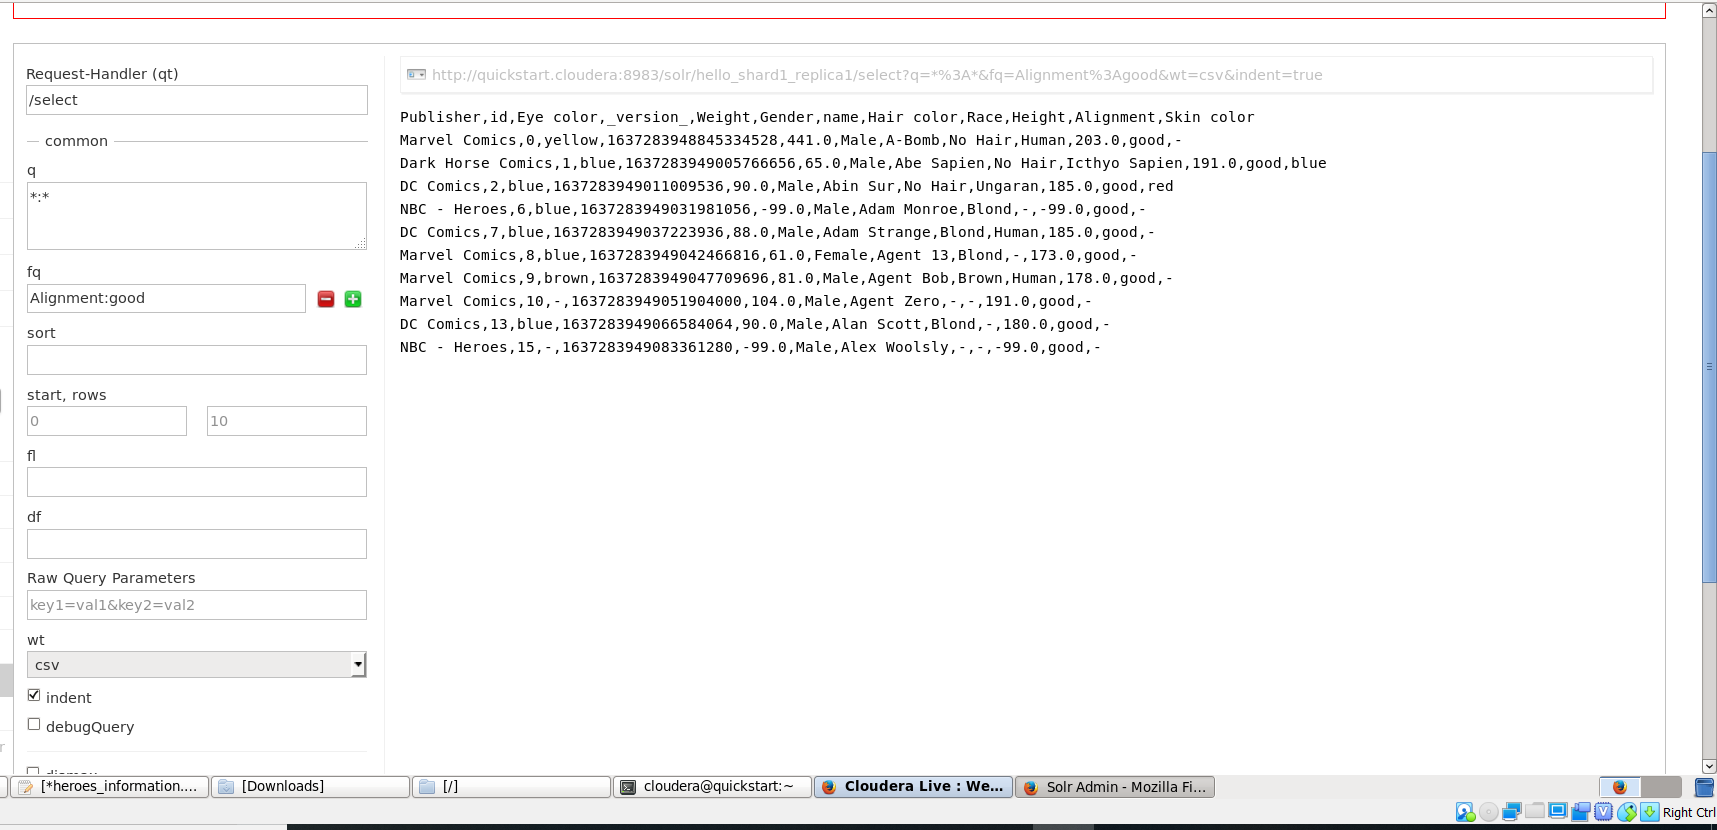 Request-Handler (qt)
/select
common
q
*:*
fq
Alignment:good
sort
start, rows
0
10
fl
df
Raw Query Parameters
key1=val1&key2=val2
wt
csv
indent
debugQuery
http://quickstart.cloudera:8983/solr/hello_shard1_replica1/select?q=*%3A*&fq=Alignment%3Agood&wt=csv&indent=true
Publisher,id,Eye color,_version_,Weight,Gender,name,Hair color,Race,Height,Alignment,Skin color
Marvel Comics,0,yellow,1637283948845334528,441.0,Male,A-Bomb,No Hair,Human,203.0,good,-
Dark Horse Comics,1,blue,1637283949005766656,65.0,Male,Abe Sapien,No Hair,Icthyo Sapien,191.0,good,blue
DC Comics,2,blue,1637283949011009536,90.0,Male,Abin Sur,No Hair,Ungaran,185.0,good,red
NBC - Heroes,6,blue,1637283949031981056,-99.0,Male,Adam Monroe,Blond,-,-99.0,good,-
DC Comics,7,blue,1637283949037223936,88.0,Male,Adam Strange,Blond,Human,185.0,good,-
Marvel Comics,8,blue,1637283949042466816,61.0,Female,Agent 13,Blond,-,173.0,good,-
Marvel Comics,9,brown,1637283949047709696,81.0,Male,Agent Bob,Brown,Human,178.0,good,-
Marvel Comics,10,-,1637283949051904000,104.0,Male,Agent Zero,-,-,191.0,good,-
DC Comics,13,blue,1637283949066584064,90.0,Male,Alan Scott,Blond,-,180.0,good,-
NBC - Heroes,15,-,1637283949083361280,-99.0,Male,Alex Woolsly,-,-,-99.0,good,-
[*heroes_information....
[Downloads]
[/]
cloudera@quickstart:~
Cloudera Live : We...
Solr Admin - Mozilla Fi...
Right Ctrl